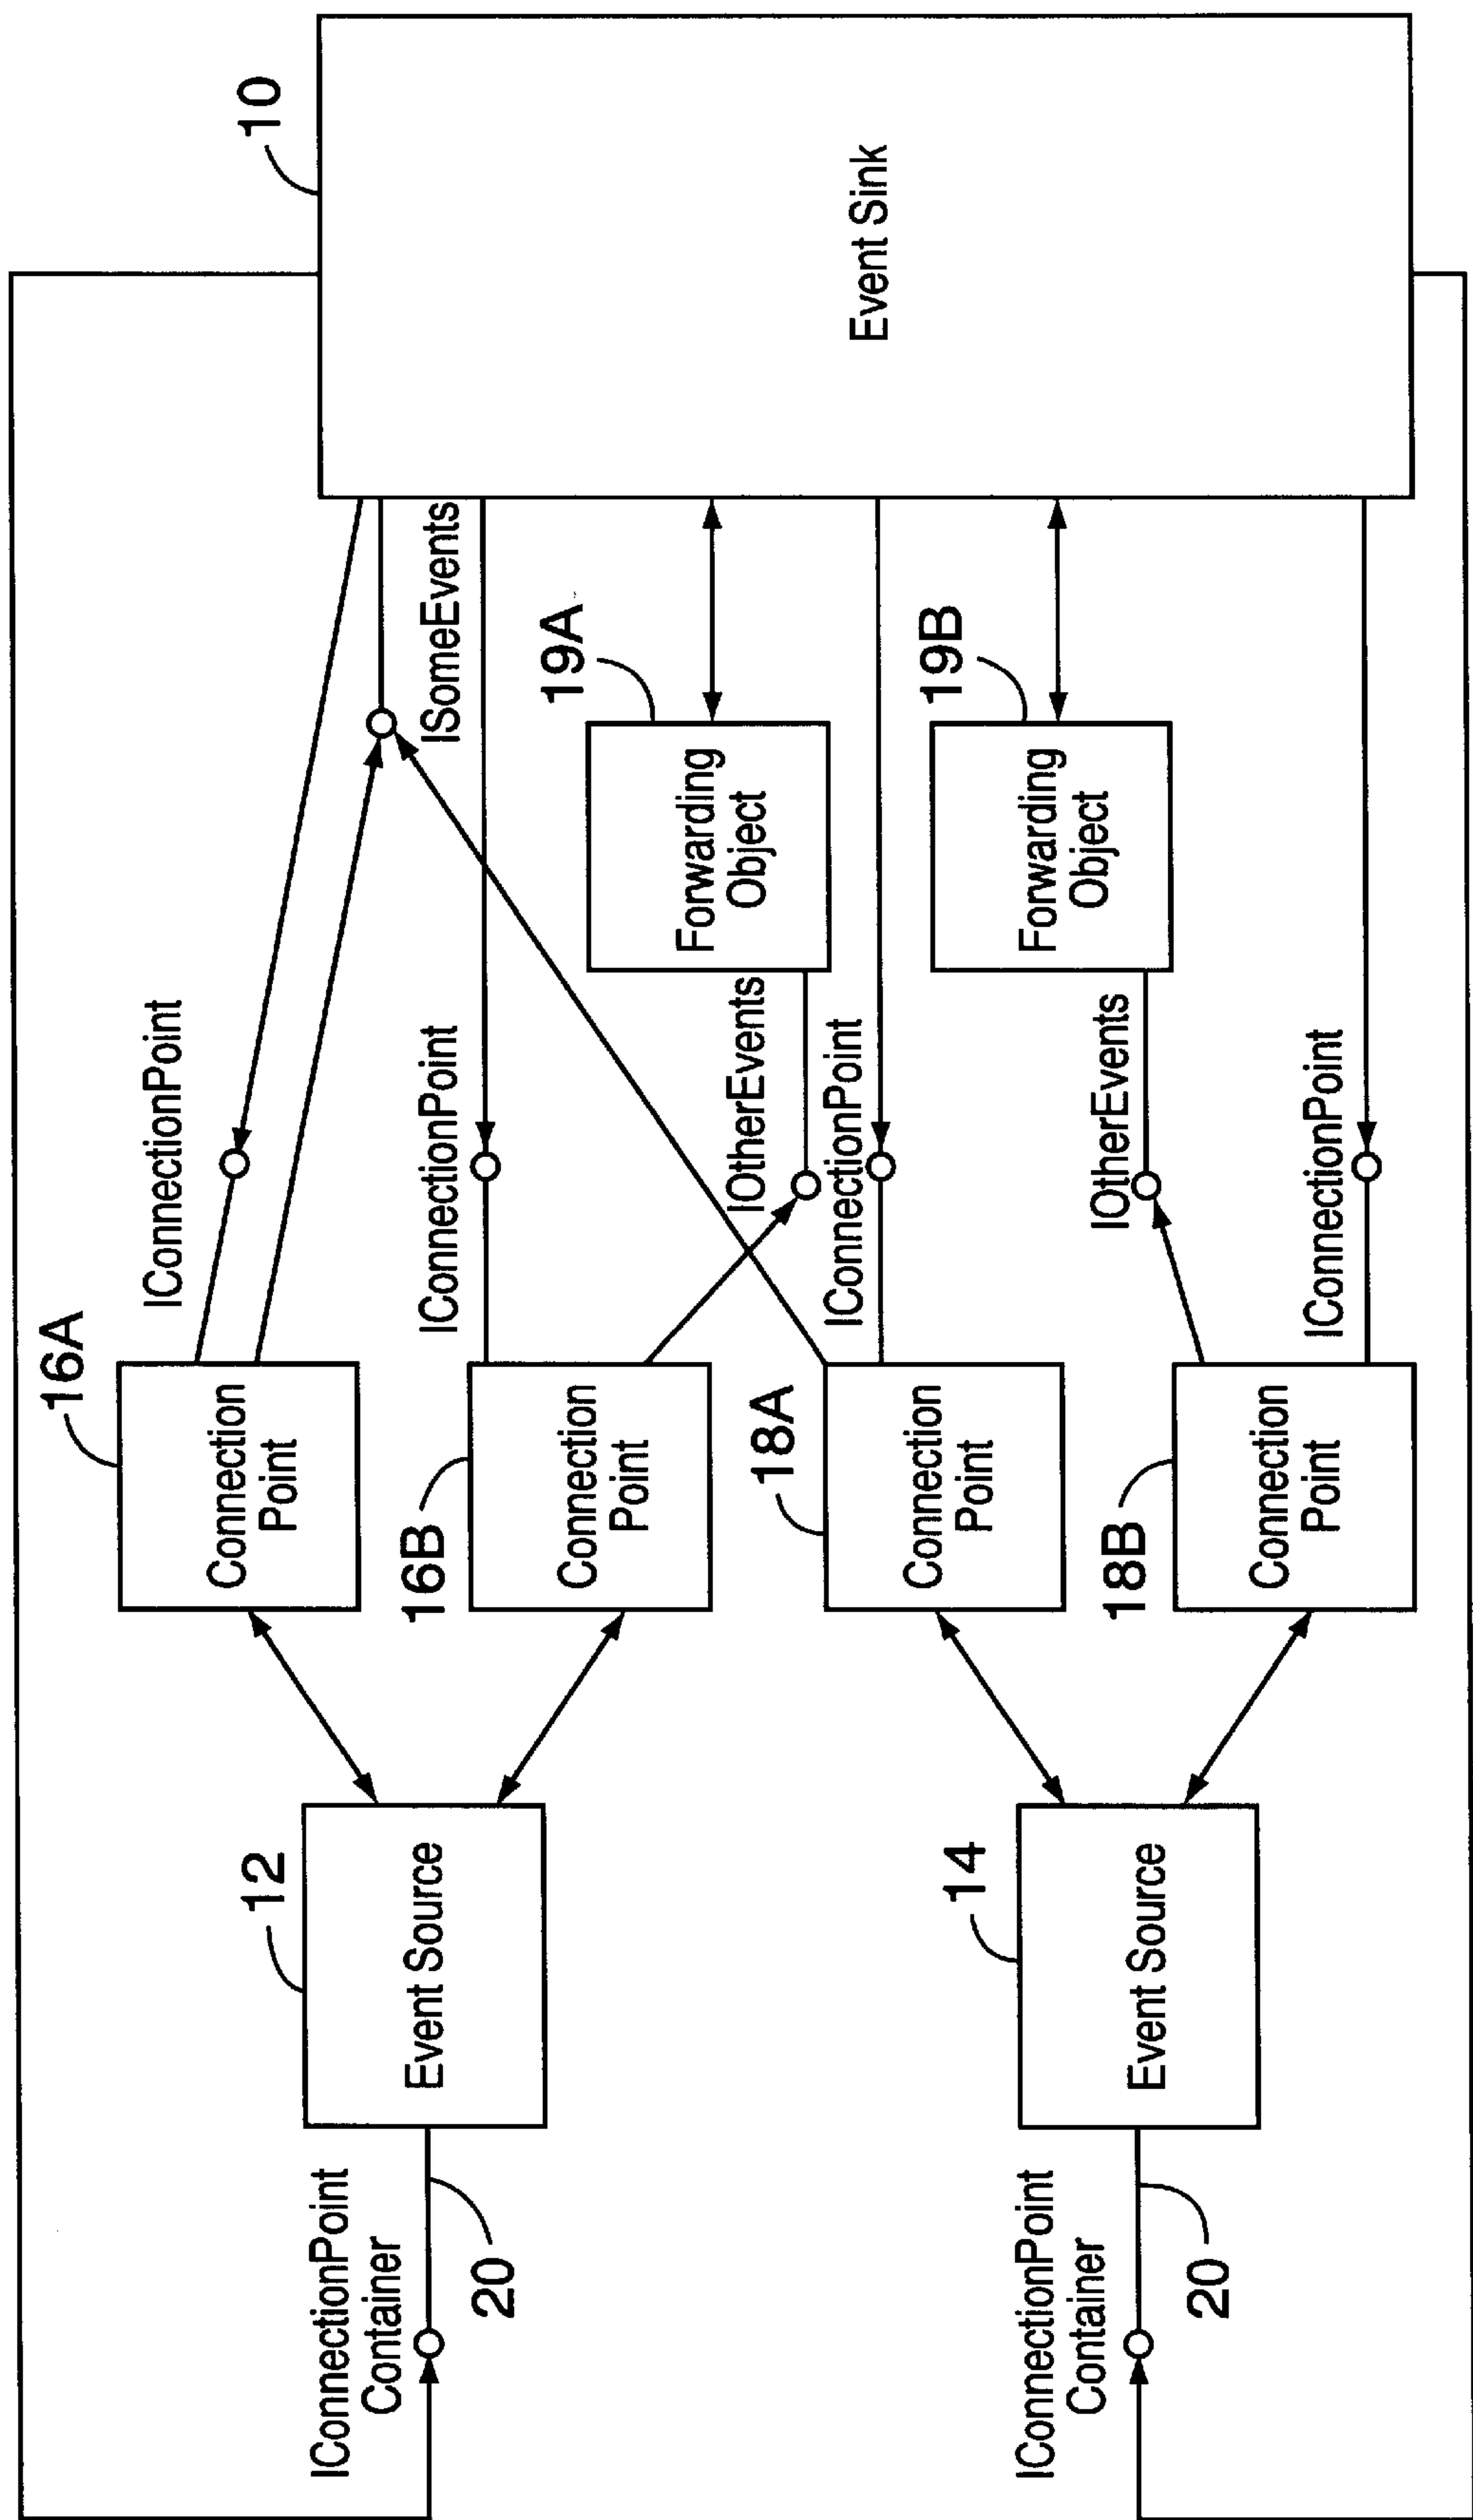 10
Event Sink
ISomeEvents
19A
Forwarding
Object
19B
Forwarding
Object
IConnectionPoint
IConnectionPoint
IOtherEvents
IConnectionPoint
IOtherEvents
IConnectionPoint
16A
Connection
Point
16B
Connection
Point
18A
Connection
Point
18B
Connection
Point
12
Event Source
14
Event Source
IConnectionPoint
Container
20
IConnectionPoint
Container
20